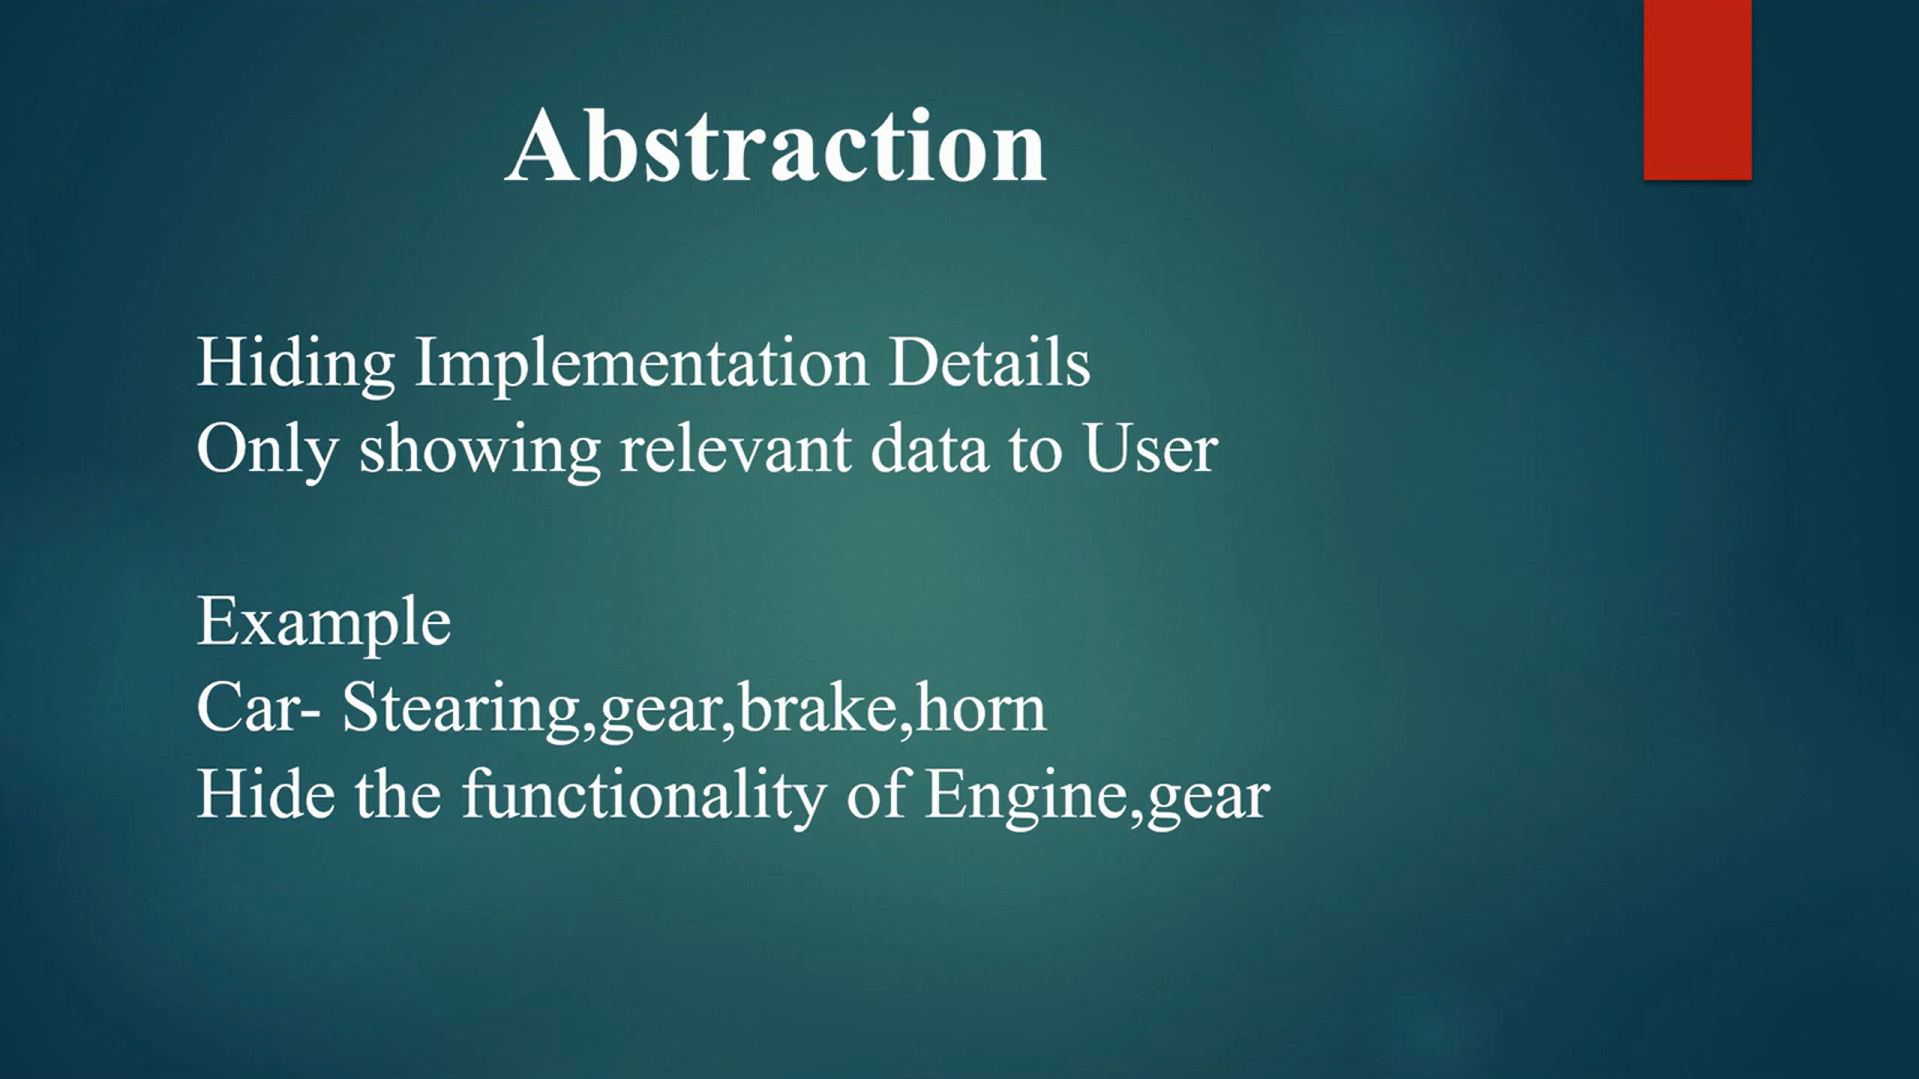 Abstraction
Hiding Implementation Details
Only showing relevant data to User
Example
Car- Stearing,gear,brake,horn
Hide the functionality of Engine,gear